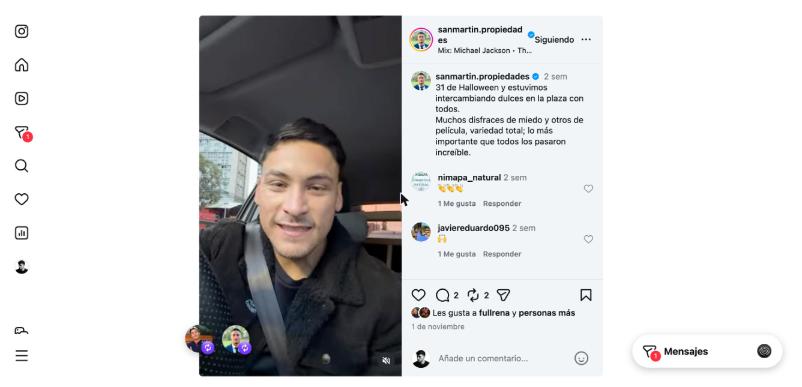 sanmartin.propiedad
es
Siguiendo
Mix: Michael Jackson • Th...
sanmartin.propiedades 2 sem
31 de Halloween y estuvimos
intercambiando dulces en la plaza con
todos.
Muchos disfraces de miedo y otros de
película, variedad total; lo más
importante que todos los pasaron
increíble.
nimapa_natural 2 sem
1 Me gusta Responder
javiereduardo095 2 sem
1 Me gusta Responder
2 2
Les gusta a fullrena y personas más
1 de noviembre
Añade un comentario...
1
1 Mensajes